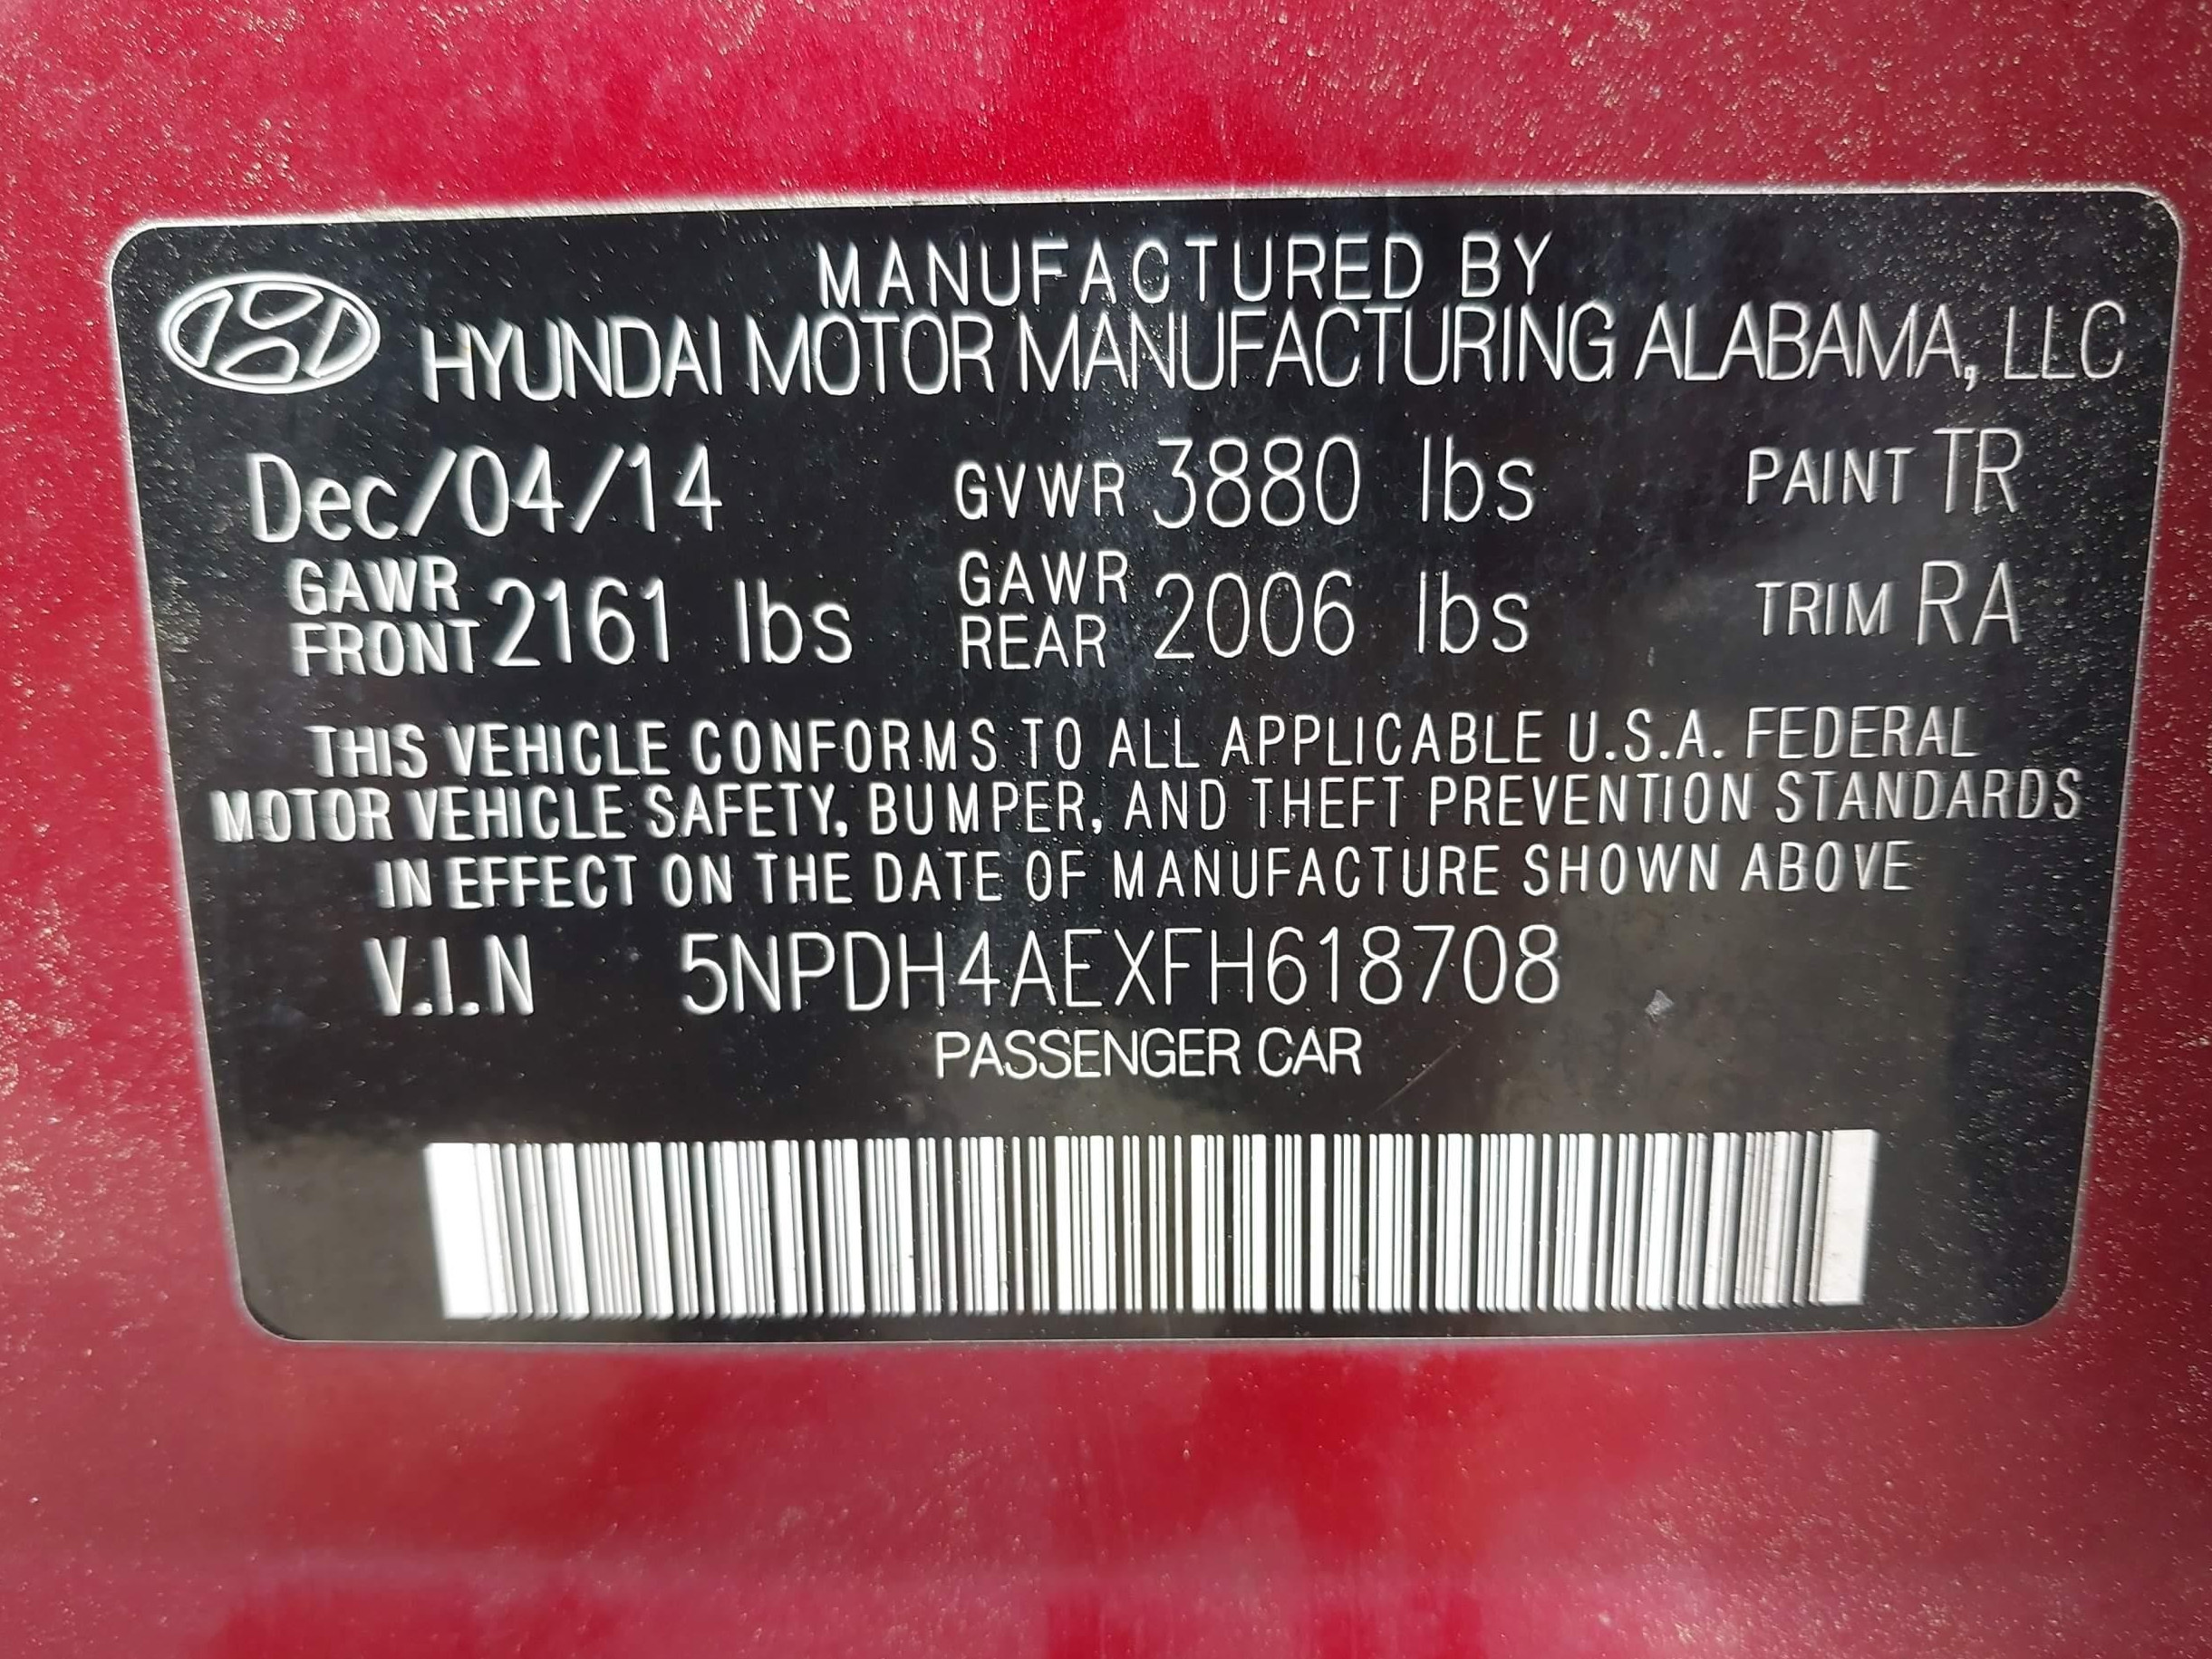 MANUFACTURED BY
HYUNDAI MOTOR MANUFACTURING ALABAMA, LLC
Dec/04/14 GVWR 3880 lbs PAINT TR
GAWR FRONT 2161 lbs GAWR REAR 2006 lbs TRIM RA
THIS VEHICLE CONFORMS TO ALL APPLICABLE U.S.A. FEDERAL
MOTOR VEHICLE SAFETY, BUMPER, AND THEFT PREVENTION STANDARDS
IN EFFECT ON THE DATE OF MANUFACTURE SHOWN ABOVE
V.I.N 5NPDH4AEXFH618708
PASSENGER CAR